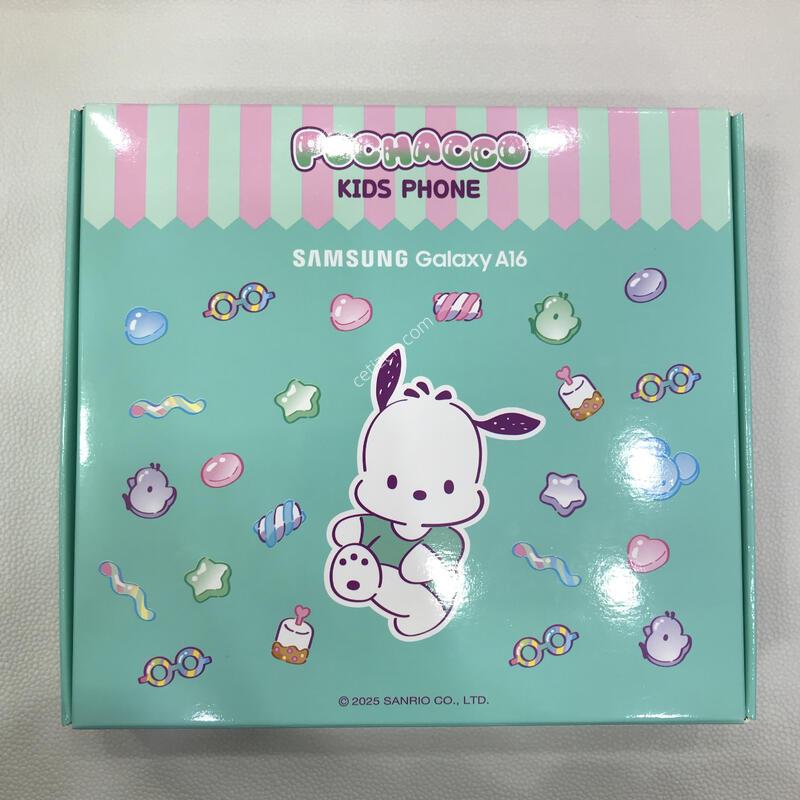 POCHACCO
KIDS PHONE
SAMSUNG Galaxy A16
© 2025 SANRIO CO., LTD.